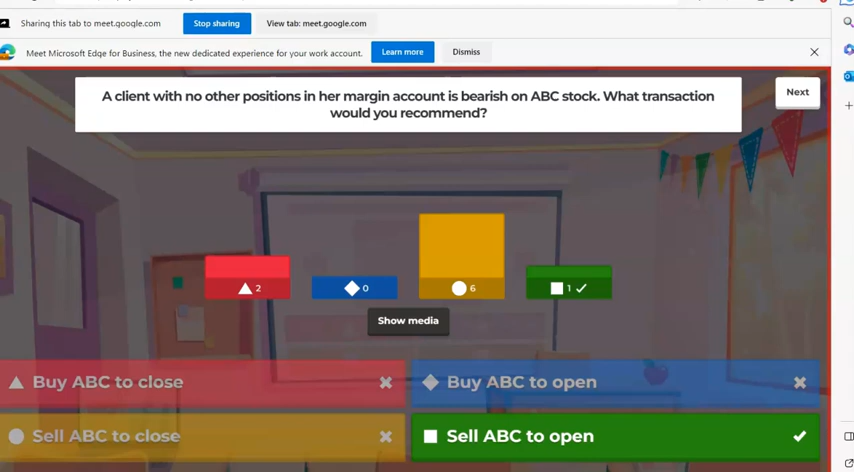 Sharing this tab to meet.google.com
Stop sharing
View tab: meet.google.com
Meet Microsoft Edge for Business, the new dedicated experience for your work account.
Learn more
Dismiss
A client with no other positions in her margin account is bearish on ABC stock. What transaction
would you recommend?
Next
2
0
6
1
Show media
Buy ABC to close
Buy ABC to open
Sell ABC to close
Sell ABC to open